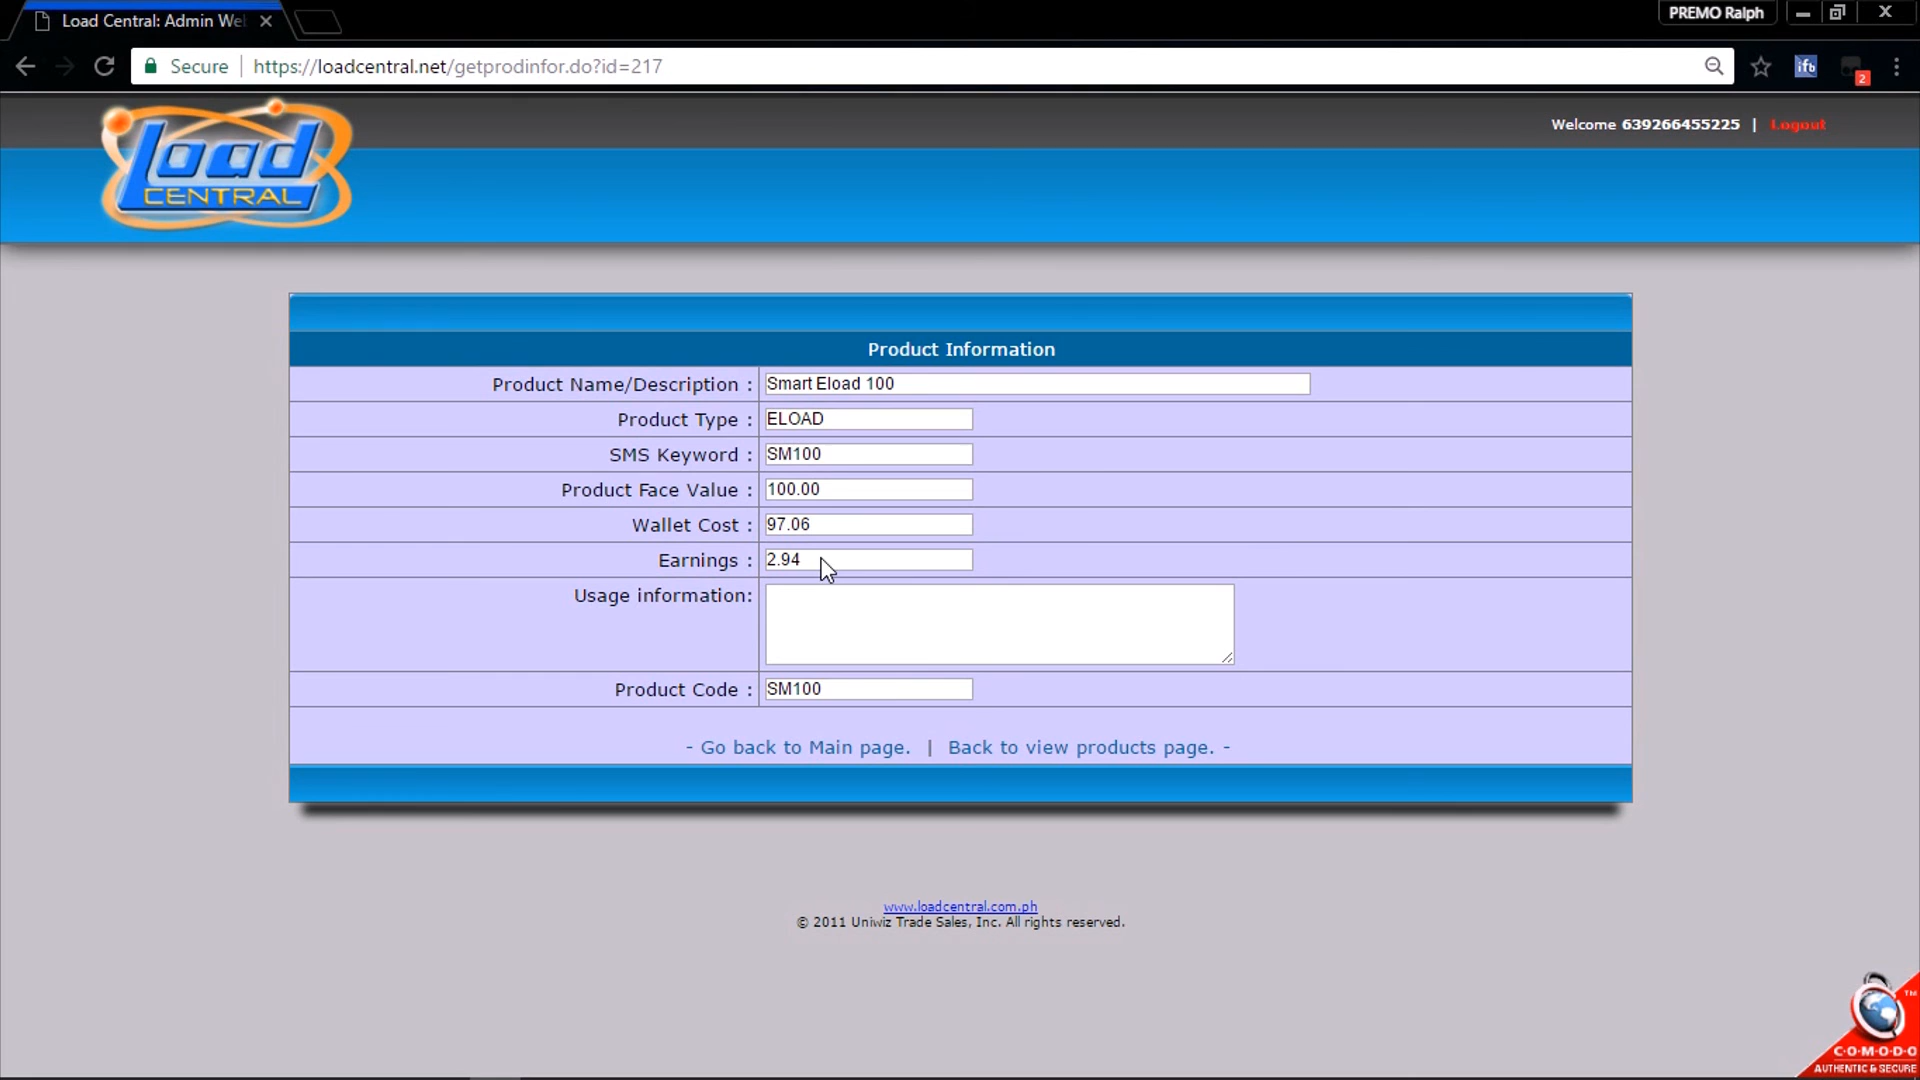 Load Central: Admin We
PREMO Ralph
Secure
https://loadcentral.net/getprodinfor.do?id=217
ifb
2
load
CENTRAL
Welcome 639266455225 | Logout
Product Information
Product Name/Description : Smart Eload 100
Product Type : ELOAD
SMS Keyword : SM100
Product Face Value : 100.00
Wallet Cost : 97.06
Earnings : 2.94
Usage information:
Product Code : SM100
- Go back to Main page. | Back to view products page. -
www.loadcentral.com.ph
© 2011 Uniwiz Trade Sales, Inc. All rights reserved.
TM
C·O·M·O·D·O
AUTHENTIC & SECURE